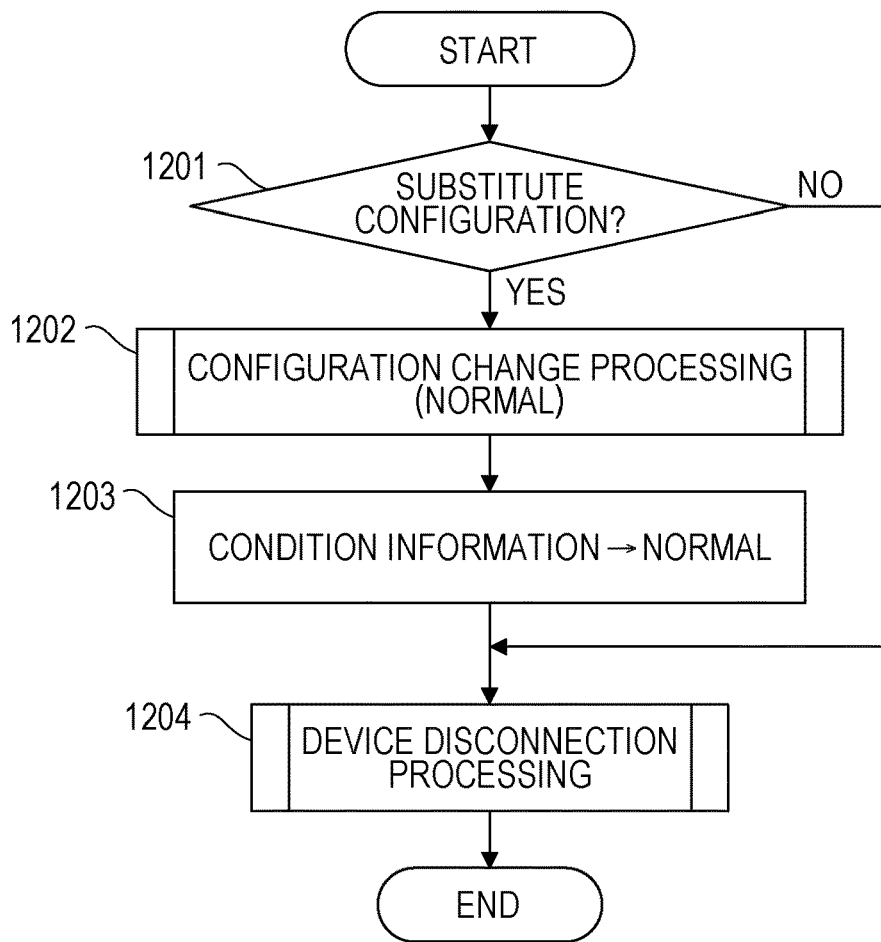 START
1201
SUBSTITUTE
CONFIGURATION?
NO
YES
1202
CONFIGURATION CHANGE PROCESSING
(NORMAL)
1203
CONDITION INFORMATION → NORMAL
1204
DEVICE DISCONNECTION
PROCESSING
END